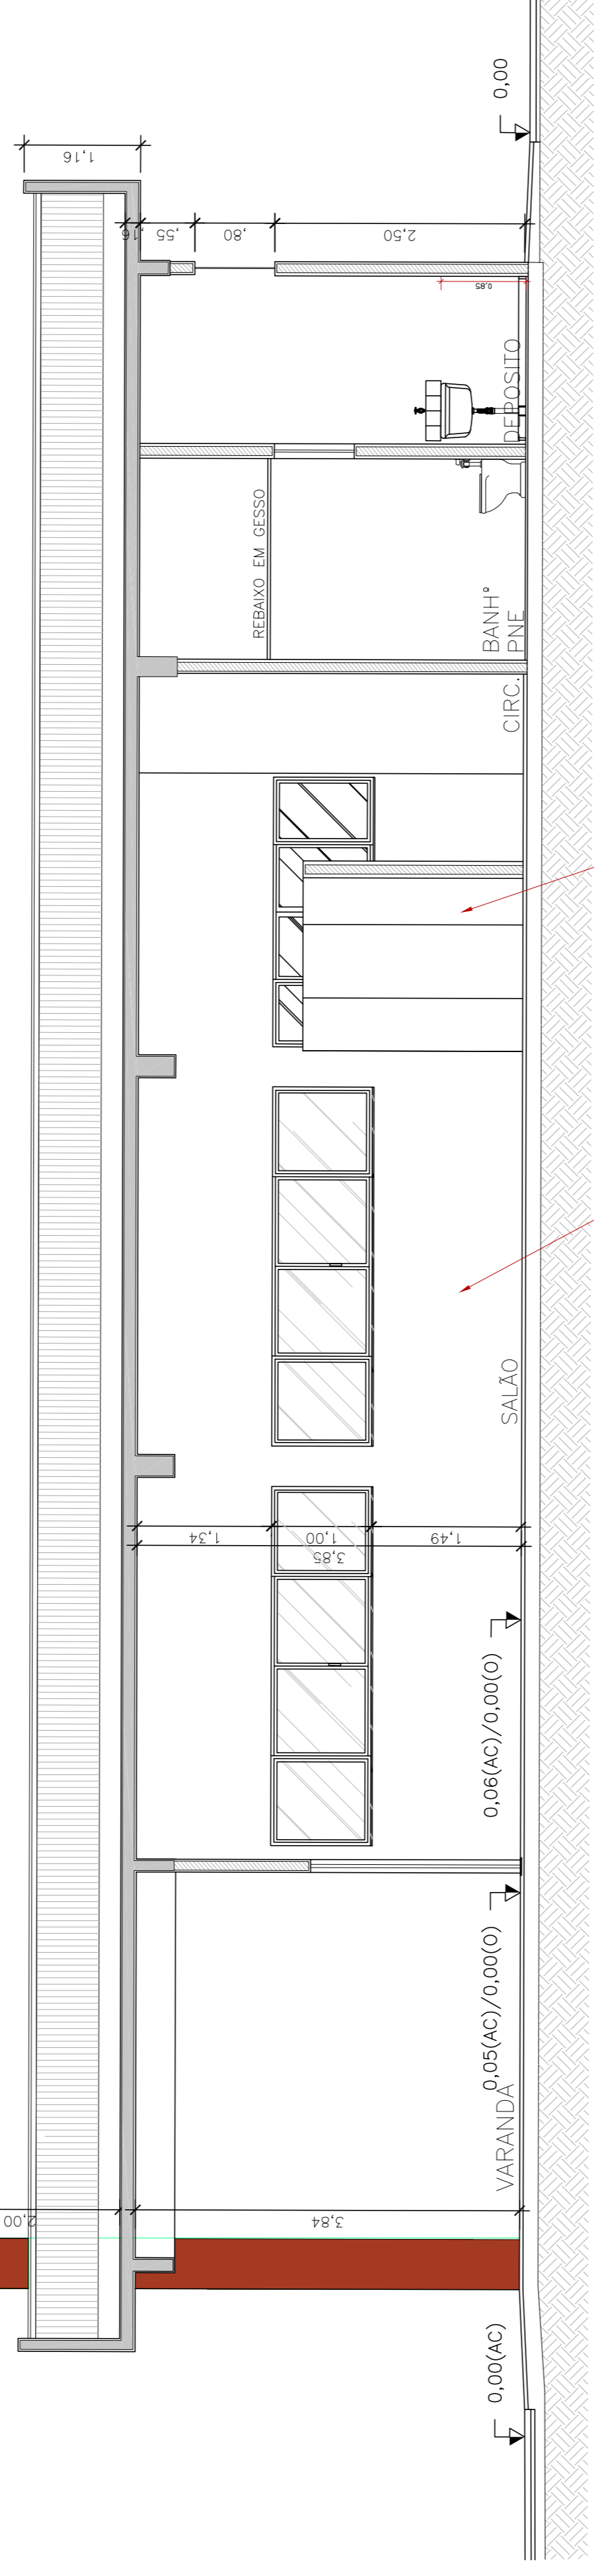 0,00
1,16
,16
,55
,80
2,50
0,85
DEPOSITO
REBAIXO EM GESSO
BANHº
PNE
CIRC.
SALÃO
1,34
1,00
1,49
3,85
0,06(AC)/0,00(O)
0,05(AC)/0,00(O)
VARANDA
2,00
3,84
0,00(AC)